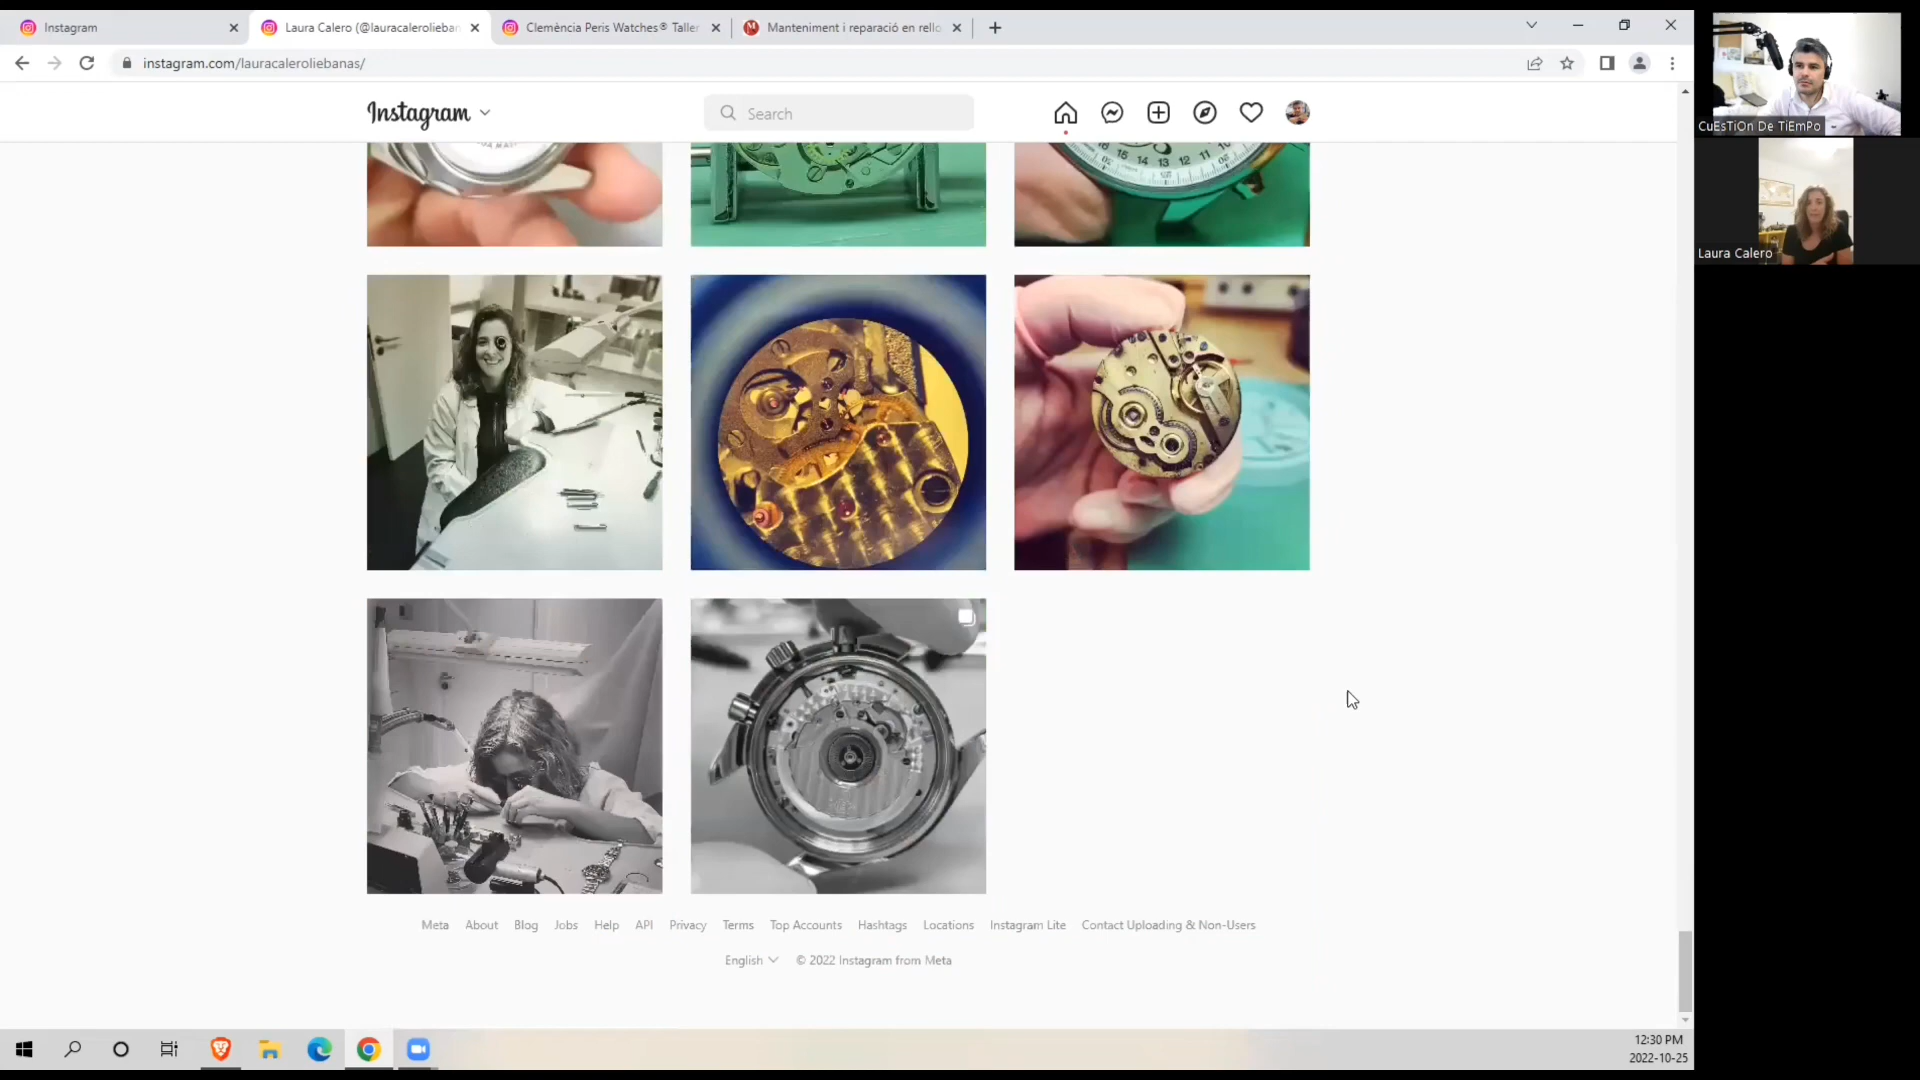 Instagram
Laura Calero (@lauracalerolieban
Clemència Peris Watches® Taller
Manteniment i reparació en rello
instagram.com/lauracaleroliebanas/
Instagram
Search
CuEsTiOn De TiEmPo
Laura Calero
Meta About Blog Jobs Help API Privacy Terms Top Accounts Hashtags Locations Instagram Lite Contact Uploading & Non-Users
English © 2022 Instagram from Meta
12:30 PM
2022-10-25